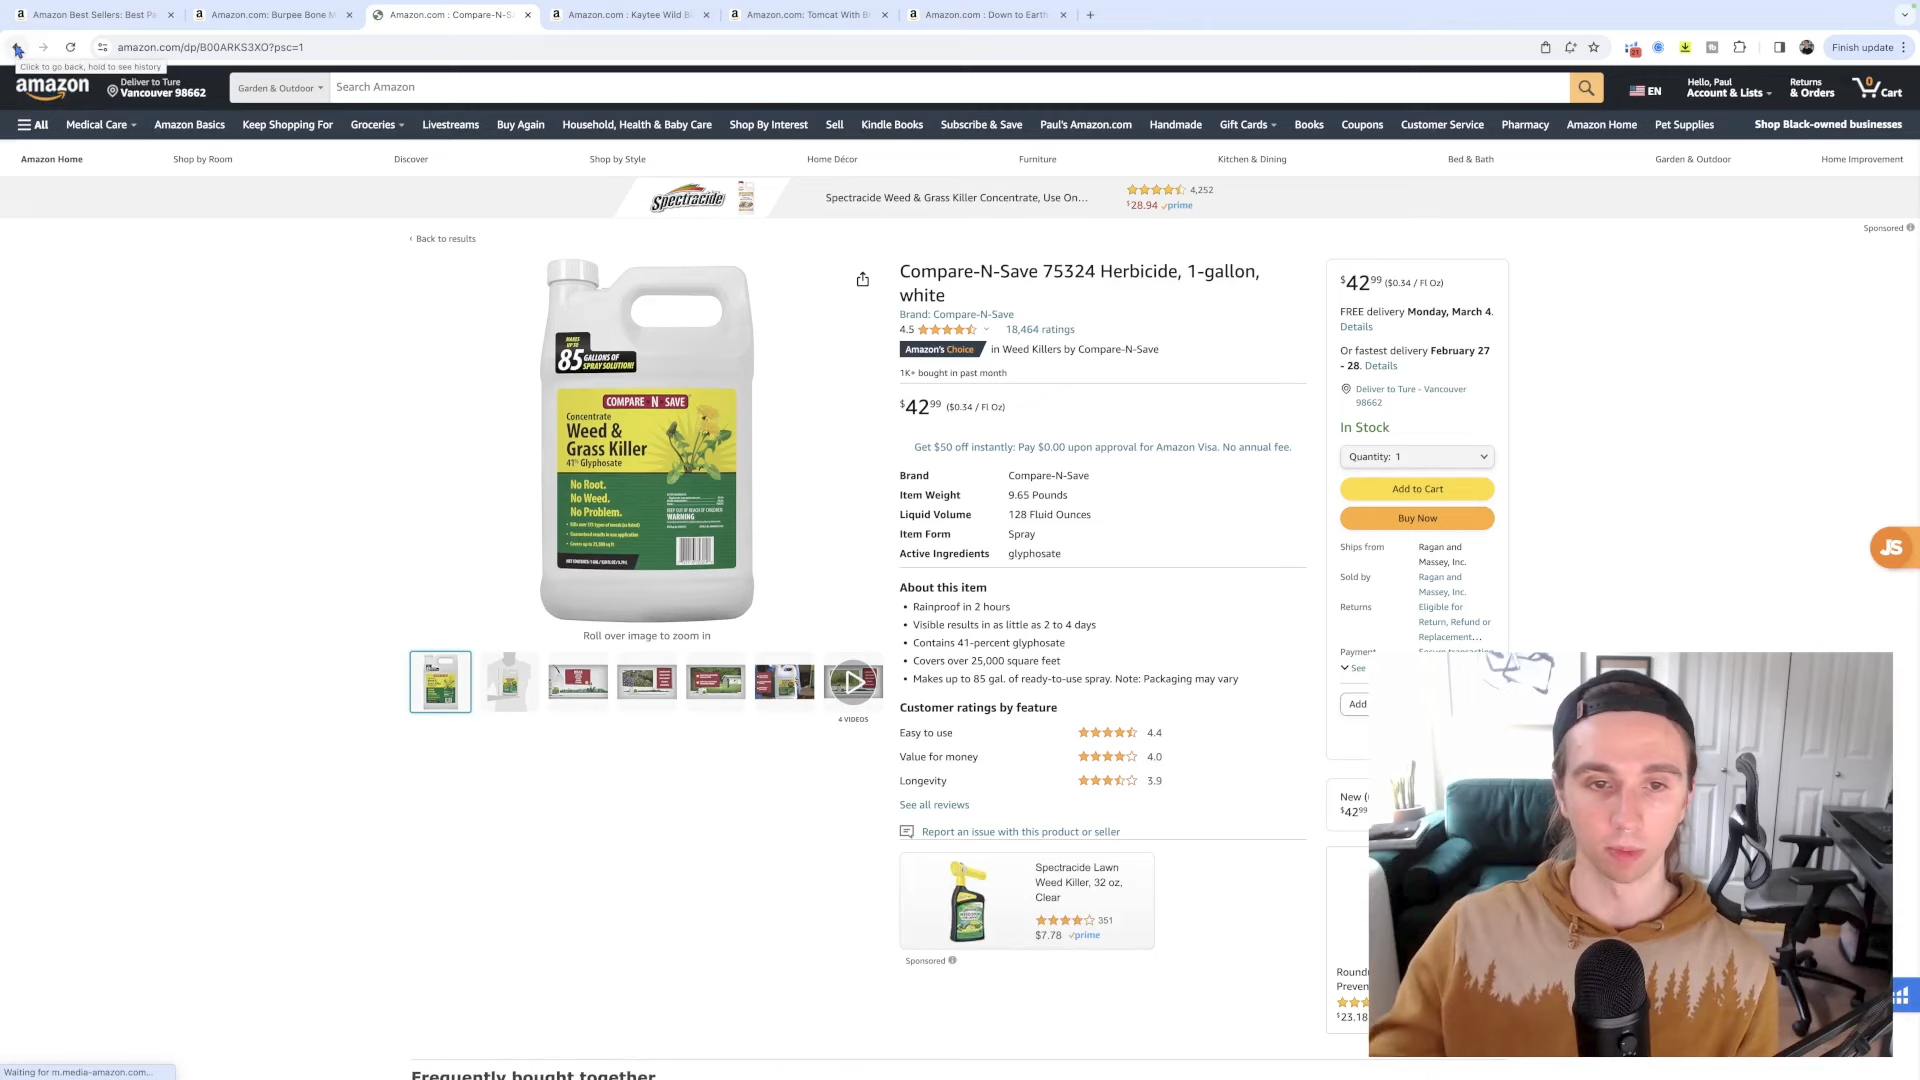 Amazon Best Sellers: Best Pa
Amazon.com: Burpee Bone M
Amazon.com : Compare-N-Sa
Amazon.com : Kaytee Wild Bi
Amazon.com: Tomcat With B
Amazon.com : Down to Earth
amazon.com/dp/B00ARKS3XO?psc=1
21
Finish update
Click to go back, hold to see history
amazon
Deliver to Ture
Vancouver 98662
Garden & Outdoor
Search Amazon
EN
Hello, Paul
Account & Lists
Returns
& Orders
0
Cart
All
Medical Care
Amazon Basics
Keep Shopping For
Groceries
Livestreams
Buy Again
Household, Health & Baby Care
Shop By Interest
Sell
Kindle Books
Subscribe & Save
Paul's Amazon.com
Handmade
Gift Cards
Books
Coupons
Customer Service
Pharmacy
Amazon Home
Pet Supplies
Shop Black-owned businesses
Amazon Home
Shop by Room
Discover
Shop by Style
Home Décor
Furniture
Kitchen & Dining
Bed & Bath
Garden & Outdoor
Home Improvement
Spectracide
Spectracide Weed & Grass Killer Concentrate, Use On...
4,252
$28.94 prime
Sponsored
‹ Back to results
MAKES UP TO
85 GALLONS OF SPRAY SOLUTION!
COMPARE-N-SAVE
Concentrate
Weed &
Grass Killer
41% Glyphosate
No Root.
No Weed.
No Problem.
KEEP OUT OF REACH OF CHILDREN
WARNING
Roll over image to zoom in
4 VIDEOS
Compare-N-Save 75324 Herbicide, 1-gallon,
white
Brand: Compare-N-Save
4.5
18,464 ratings
Amazon's Choice
in Weed Killers by Compare-N-Save
1K+ bought in past month
$42 99 ($0.34 / Fl Oz)
Get $50 off instantly: Pay $0.00 upon approval for Amazon Visa. No annual fee.
Brand Compare-N-Save
Item Weight 9.65 Pounds
Liquid Volume 128 Fluid Ounces
Item Form Spray
Active Ingredients glyphosate
About this item
• Rainproof in 2 hours
• Visible results in as little as 2 to 4 days
• Contains 41-percent glyphosate
• Covers over 25,000 square feet
• Makes up to 85 gal. of ready-to-use spray. Note: Packaging may vary
Customer ratings by feature
Easy to use 4.4
Value for money 4.0
Longevity 3.9
See all reviews
Report an issue with this product or seller
Spectracide Lawn
Weed Killer, 32 oz,
Clear
351
$7.78 prime
Sponsored
$42 99 ($0.34 / Fl Oz)
FREE delivery Monday, March 4.
Details
Or fastest delivery February 27
- 28. Details
Deliver to Ture - Vancouver
98662
In Stock
Quantity: 1
Add to Cart
Buy Now
Ships from Ragan and
Massey, Inc.
Sold by Ragan and
Massey, Inc.
Returns Eligible for
Return, Refund or
Replacement...
Payment Secure transaction
See
Add
New (
$42 99
Round
Preven
$23.18
JS
Frequently bought together
Waiting for m.media-amazon.com...